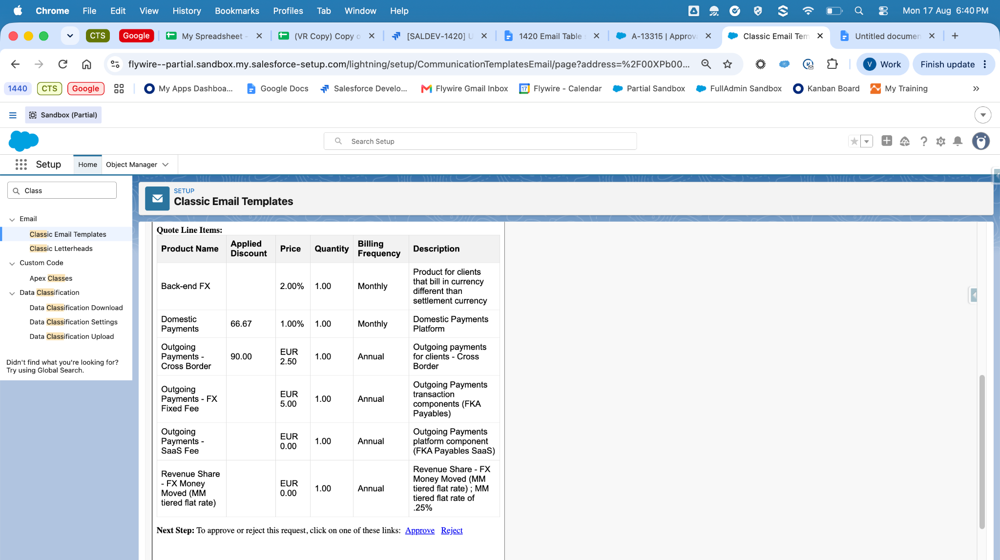 Chrome File Edit View History Bookmarks Profiles Tab Window Help
Mon 17 Aug 6:40 PM
CTS
Google
My Spreadsheet -
(VR Copy) Copy o
[SALDEV-1420] U
1420 Email Table
A-13315 | Approva
Classic Email Tem
Untitled documen
flywire--partial.sandbox.my.salesforce-setup.com/lightning/setup/CommunicationTemplatesEmail/page?address=%2F00XPb00...
V Work
Finish update
1440
CTS
Google
My Apps Dashboa...
Google Docs
Salesforce Develo...
Flywire Gmail Inbox
17
Flywire - Calendar
Partial Sandbox
FullAdmin Sandbox
Kanban Board
My Training
Sandbox (Partial)
Search Setup
Setup
Home
Object Manager
Class
Email
Classic Email Templates
Classic Letterheads
Custom Code
Apex Classes
Data Classification
Data Classification Download
Data Classification Settings
Data Classification Upload
Didn't find what you're looking for?
Try using Global Search.
SETUP
Classic Email Templates
Quote Line Items:
Product Name
Applied
Discount
Price
Quantity
Billing
Frequency
Description
Back-end FX
2.00%
1.00
Monthly
Product for clients
that bill in currency
different than
settlement currency
Domestic
Payments
66.67
1.00%
1.00
Monthly
Domestic Payments
Platform
Outgoing
Payments -
Cross Border
90.00
EUR
2.50
1.00
Annual
Outgoing payments
for clients - Cross
Border
Outgoing
Payments - FX
Fixed Fee
EUR
5.00
1.00
Annual
Outgoing Payments
transaction
components (FKA
Payables)
Outgoing
Payments -
SaaS Fee
EUR
0.00
1.00
Annual
Outgoing Payments
platform component
(FKA Payables SaaS)
Revenue Share
- FX Money
Moved (MM
tiered flat rate)
EUR
0.00
1.00
Annual
Revenue Share - FX
Money Moved (MM
tiered flat rate) ; MM
tiered flat rate of
.25%
Next Step: To approve or reject this request, click on one of these links: Approve Reject